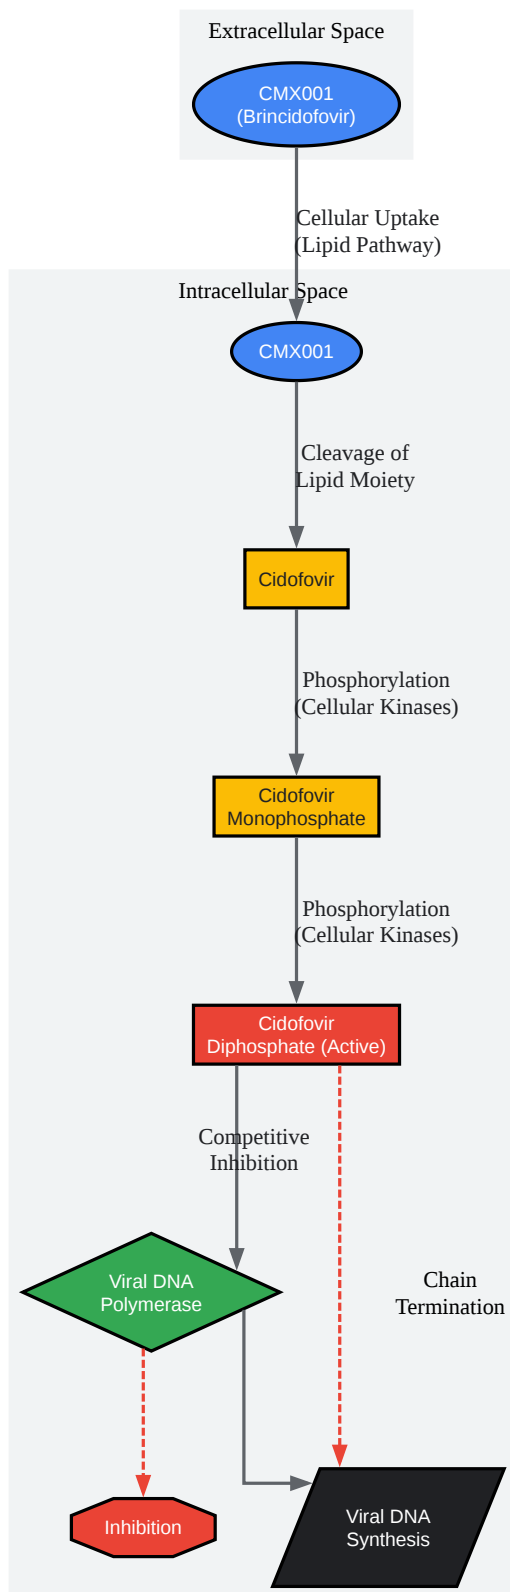 Extracellular Space
CMX001
(Brincidofovir)
Cellular Uptake
(Lipid Pathway)
Intracellular Space
CMX001
Cleavage of
Lipid Moiety
Cidofovir
Phosphorylation
(Cellular Kinases)
Cidofovir
Monophosphate
Phosphorylation
(Cellular Kinases)
Cidofovir
Diphosphate (Active)
Competitive
Inhibition
Viral DNA
Polymerase
Chain
Termination
Inhibition
Viral DNA
Synthesis